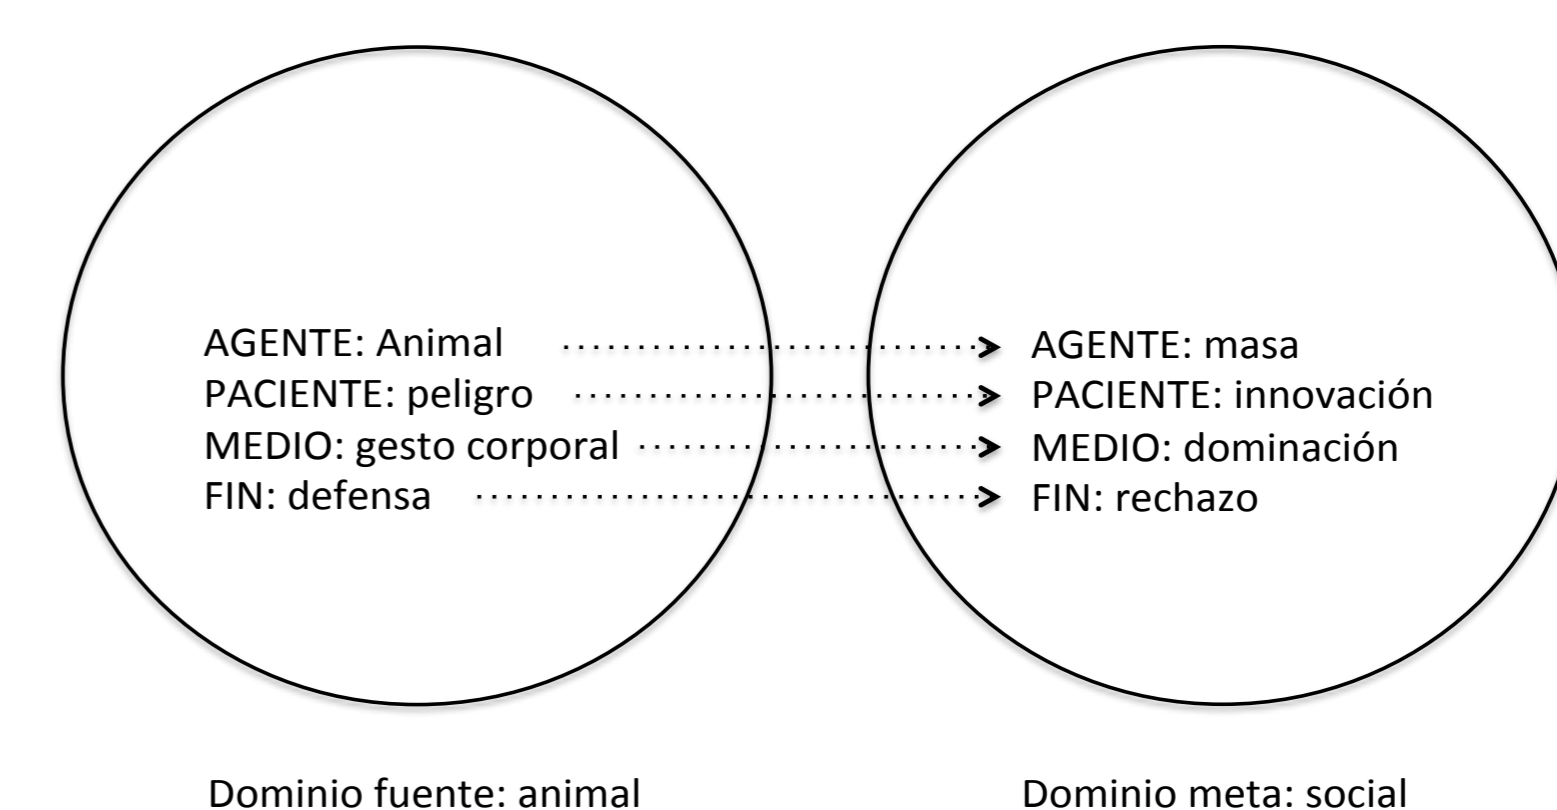 AGENTE: Animal
PACIENTE: peligro
MEDIO: gesto corporal
FIN: defensa
AGENTE: masa
PACIENTE: innovación
MEDIO: dominación
FIN: rechazo
Dominio fuente: animal
Dominio meta: social